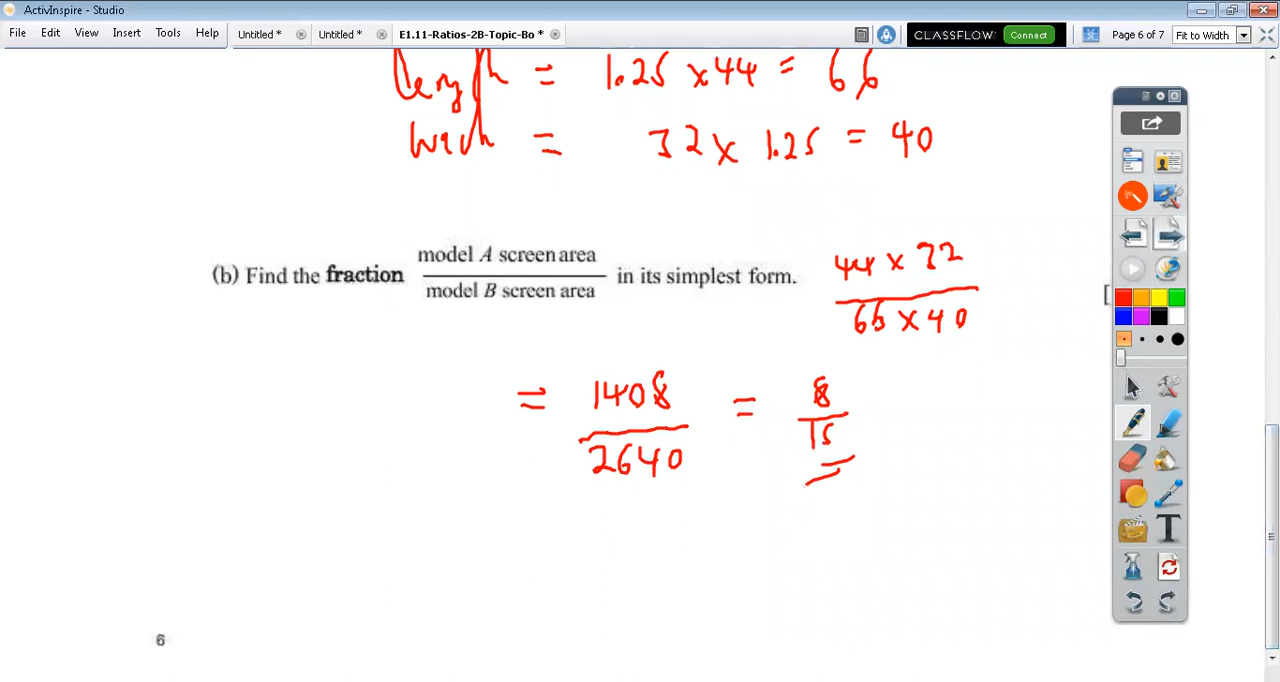 ActivInspire - Studio
File Edit View Insert Tools Help Untitled * Untitled * E1.11-Ratios-2B-Topic-Bo * CLASSFLOW Connect Page 6 of 7 Fit to Width
length = 1.25 x 44 = 66
= 32 x 1.25 = 40
(b) Find the fraction model A screen area / model B screen area in its simplest form. 44 x 32 / 66 x 40
[
= 1408 / 2640 = 8 / 15
6
T